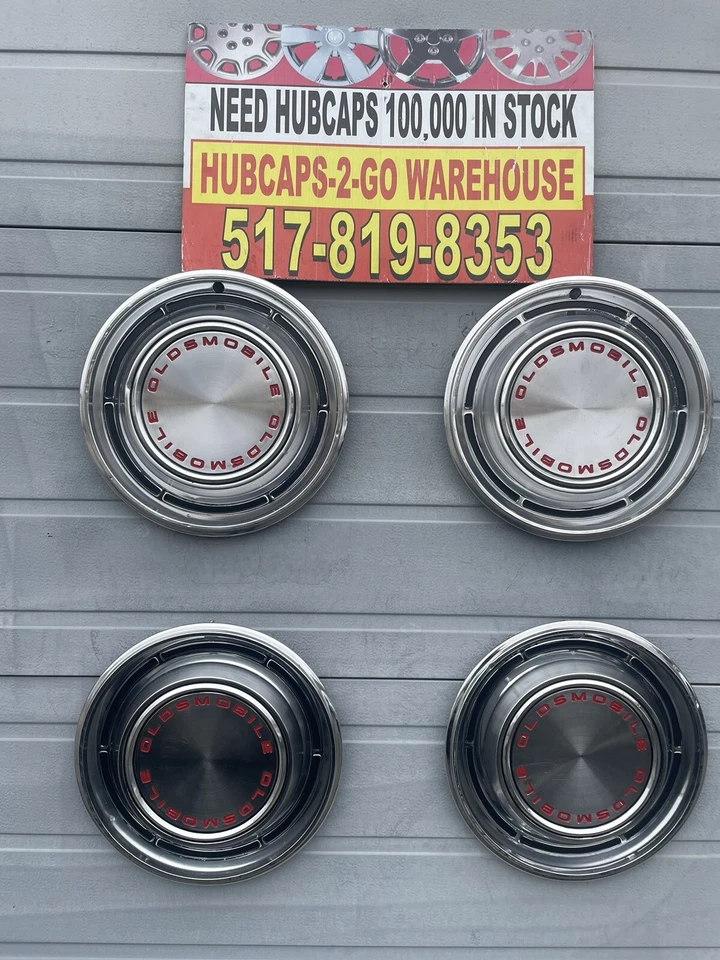 NEED HUBCAPS 100,000 IN STOCK
HUBCAPS-2-GO WAREHOUSE
517-819-8353
OLDSMOBILE OLDSMOBILE
OLDSMOBILE OLDSMOBILE
OLDSMOBILE OLDSMOBILE
OLDSMOBILE OLDSMOBILE